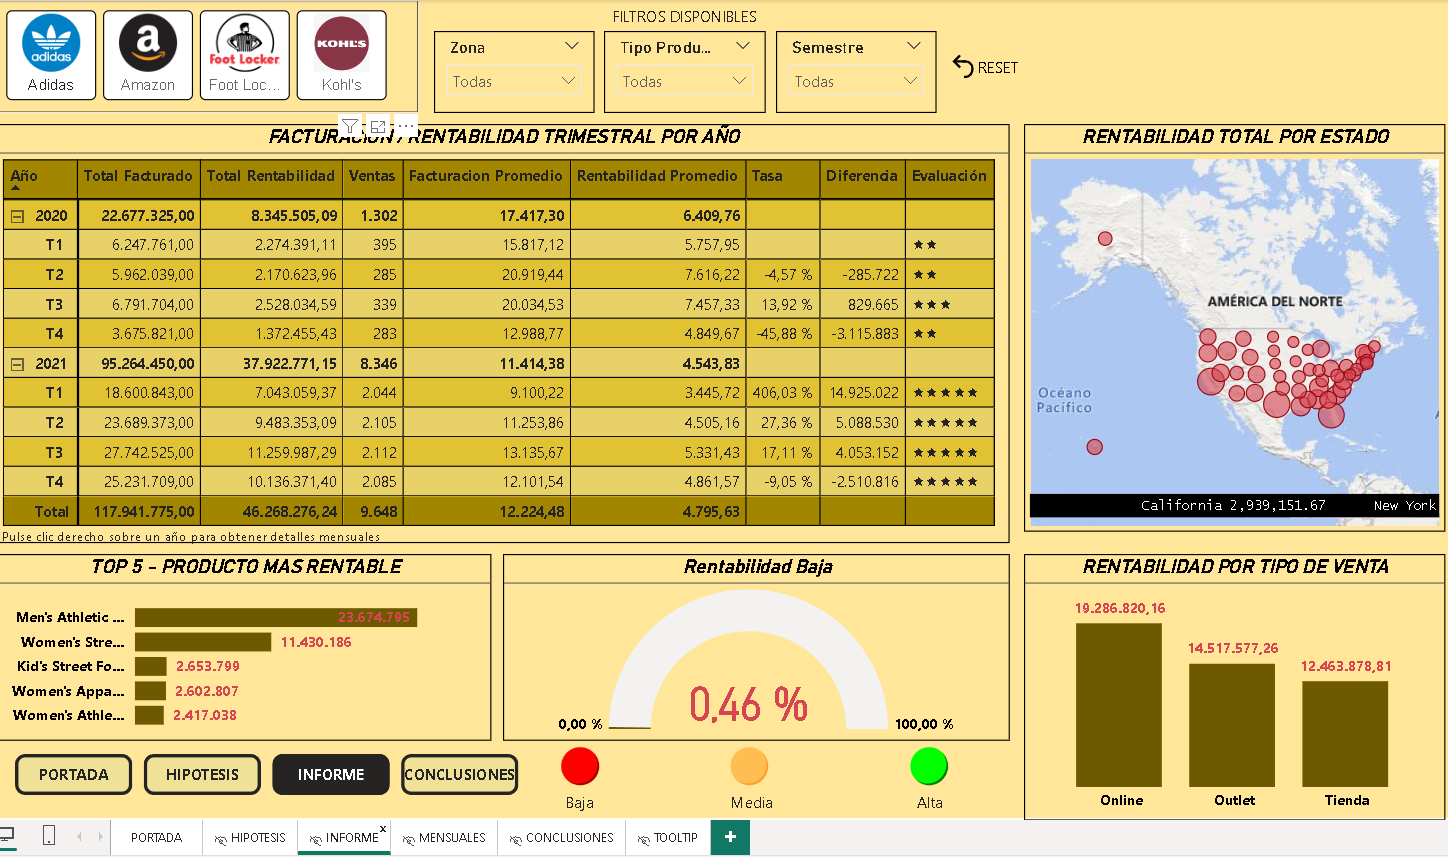 adidas
Adidas
a
Amazon
Foot Locker
Foot Loc...
KOHL'S
Kohl's
FILTROS DISPONIBLES
Zona
Todas
Tipo Produ...
Todas
Semestre
Todas
RESET
FACTURACION / RENTABILIDAD TRIMESTRAL POR AÑO
Año Total Facturado Total Rentabilidad Ventas Facturacion Promedio Rentabilidad Promedio Tasa Diferencia Evaluación
2020 22.677.325,00 8.345.505,09 1.302 17.417,30 6.409,76
T1 6.247.761,00 2.274.391,11 395 15.817,12 5.757,95 ★★
T2 5.962.039,00 2.170.623,96 285 20.919,44 7.616,22 -4,57 % -285.722 ★★
T3 6.791.704,00 2.528.034,59 339 20.034,53 7.457,33 13,92 % 829.665 ★★★
T4 3.675.821,00 1.372.455,43 283 12.988,77 4.849,67 -45,88 % -3.115.883 ★★
2021 95.264.450,00 37.922.771,15 8.346 11.414,38 4.543,83
T1 18.600.843,00 7.043.059,37 2.044 9.100,22 3.445,72 406,03 % 14.925.022 ★★★★★
T2 23.689.373,00 9.483.353,09 2.105 11.253,86 4.505,16 27,36 % 5.088.530 ★★★★★
T3 27.742.525,00 11.259.987,29 2.112 13.135,67 5.331,43 17,11 % 4.053.152 ★★★★★
T4 25.231.709,00 10.136.371,40 2.085 12.101,54 4.861,57 -9,05 % -2.510.816 ★★★★★
Total 117.941.775,00 46.268.276,24 9.648 12.224,48 4.795,63
Pulse clic derecho sobre un año para obtener detalles mensuales
RENTABILIDAD TOTAL POR ESTADO
AMÉRICA DEL NORTE
Océano
Pacífico
California 2,939,151.67 New York
TOP 5 - PRODUCTO MAS RENTABLE
Men's Athletic ... 23.674.795
Women's Stre... 11.430.186
Kid's Street Fo... 2.653.799
Women's Appa... 2.602.807
Women's Athle... 2.417.038
Rentabilidad Baja
0,46 %
0,00 % 100,00 %
Baja
Media
Alta
RENTABILIDAD POR TIPO DE VENTA
19.286.820,16
14.517.577,26
12.463.878,81
Online Outlet Tienda
PORTADA HIPOTESIS INFORME CONCLUSIONES
PORTADA HIPOTESIS INFORME x MENSUALES CONCLUSIONES TOOLTIP +